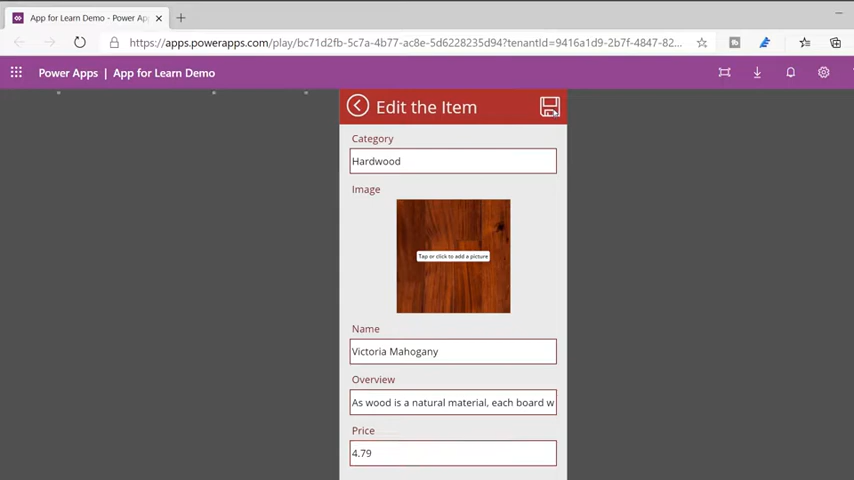 App for Learn Demo - Power Ap
https://apps.powerapps.com/play/bc71d2fb-5c7a-4b77-ac8e-5d6228235d94?tenantId=9416a1d9-2b7f-4847-82...
Power Apps | App for Learn Demo
Edit the Item
Category
Hardwood
Image
Tap or click to add a picture
Name
Victoria Mahogany
Overview
As wood is a natural material, each board w
Price
4.79